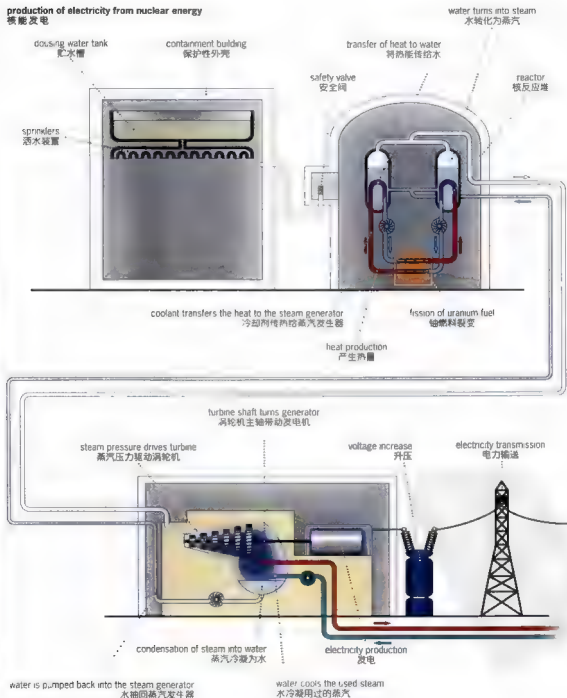 production of electricity from nuclear energy
核能发电
water turns into steam
水转化为蒸汽
dousing water tank
贮水槽
containment building
保护性外壳
transfer of heat to water
将热能传给水
safety valve
安全阀
reactor
核反应堆
sprinklers
洒水装置
coolant transfers the heat to the steam generator
冷却剂传热给蒸汽发生器
fission of uranium fuel
铀燃料裂变
heat production
产生热量
turbine shaft turns generator
涡轮机主轴带动发电机
steam pressure drives turbine
蒸汽压力驱动涡轮机
voltage increase
升压
electricity transmission
电力输送
condensation of steam into water
蒸汽冷凝为水
electricity production
发电
water is pumped back into the steam generator
水抽回蒸汽发生器
water cools the used steam
水冷凝用过的蒸汽